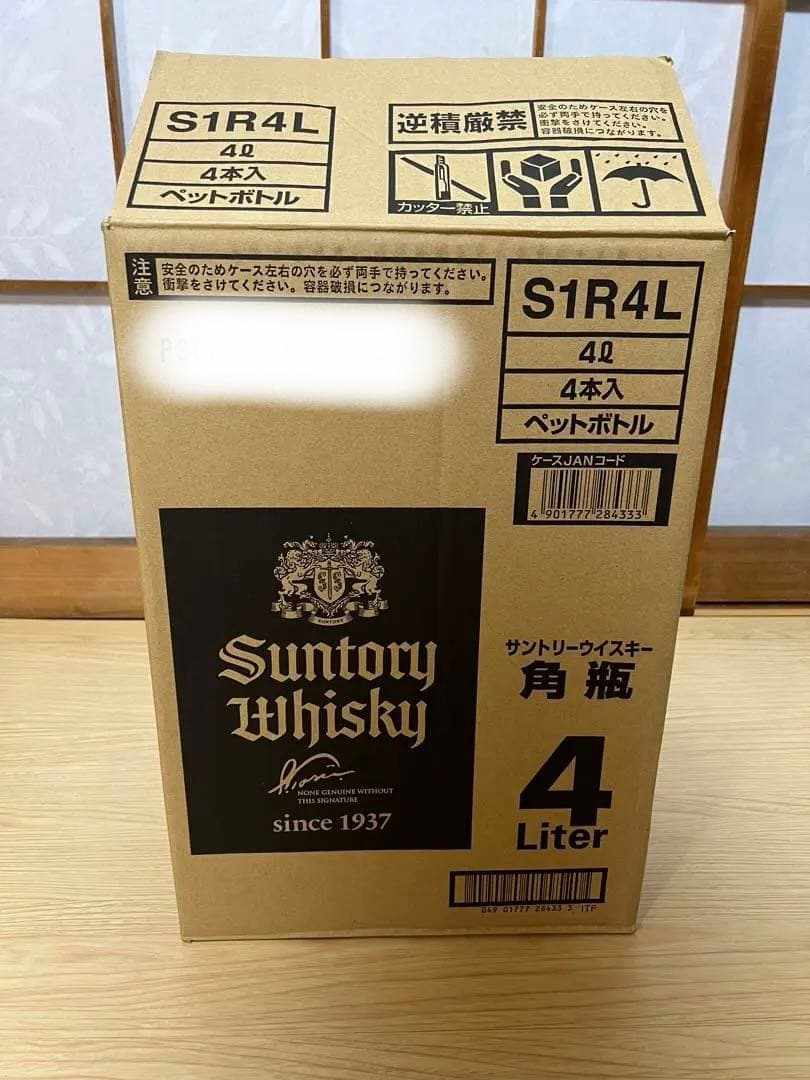 S1R4L
4ℓ
4本入
ペットボトル
逆積厳禁
安全のためケース左右の穴を
必ず両手で持ってください。
衝撃をさけてください。
容器破損につながります。
カッター禁止
注意
安全のためケース左右の穴を必ず両手で持ってください。
衝撃をさけてください。容器破損につながります。
S1R4L
4ℓ
4本入
ペットボトル
ケースJANコード
4 901777 284333
SUNTORY
Suntory
Whisky
NONE GENUINE WITHOUT
THIS SIGNATURE
since 1937
サントリーウイスキー
角瓶
4
Liter
049 01777 28433 3 ITF